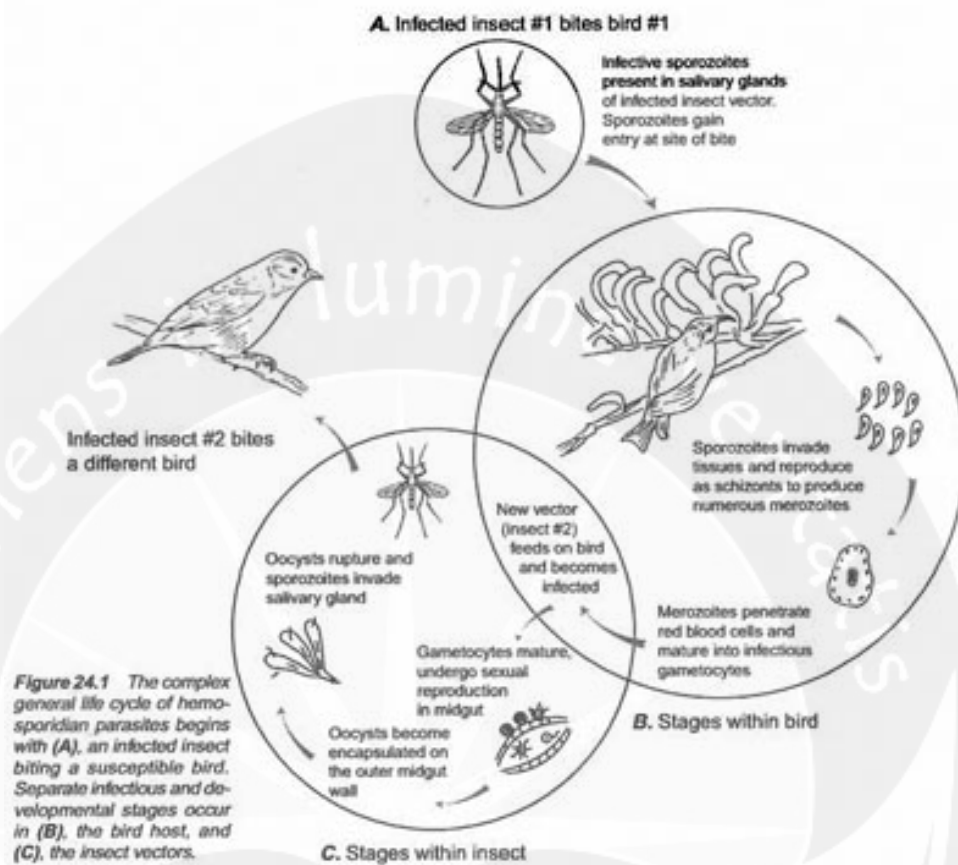 A. Infected insect #1 bites bird #1
Infective sporozoites
present in salivary glands
of infected insect vector.
Sporozoites gain
entry at site of bite
Infected insect #2 bites
a different bird
Sporozoites invade
tissues and reproduce
as schizonts to produce
numerous merozoites
New vector
(insect #2)
feeds on bird
and becomes
infected
Merozoites penetrate
red blood cells and
mature into infectious
gametocytes
B. Stages within bird
Oocysts rupture and
sporozoites invade
salivary gland
Gametocytes mature,
undergo sexual
reproduction
in midgut
Oocysts become
encapsulated on
the outer midgut
wall
C. Stages within insect
Figure 24.1 The complex
general life cycle of hemo-
sporidian parasites begins
with (A), an infected insect
biting a susceptible bird.
Separate infectious and de-
velopmental stages occur
in (B), the bird host, and
(C), the insect vectors.